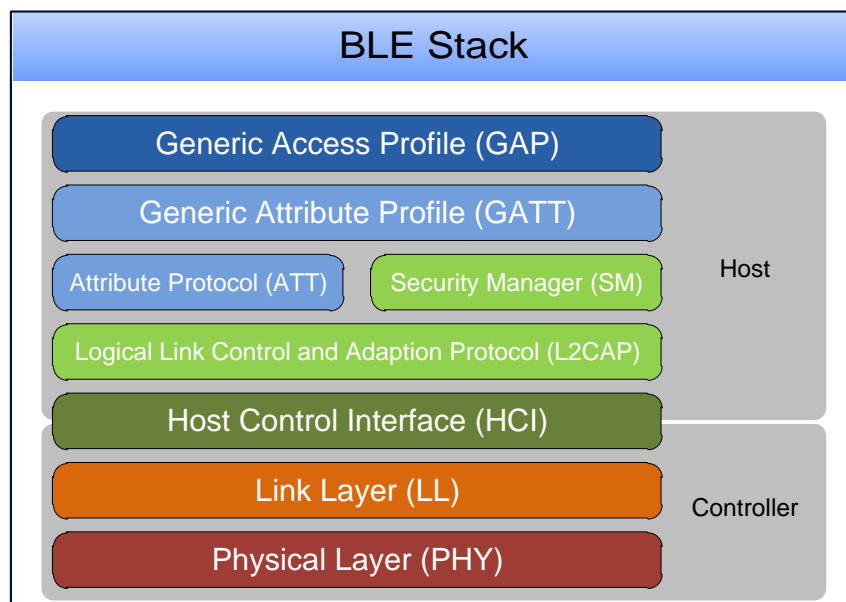 BLE Stack
Generic Access Profile (GAP)
Generic Attribute Profile (GATT)
Attribute Protocol (ATT)
Security Manager (SM)
Host
Logical Link Control and Adaption Protocol (L2CAP)
Host Control Interface (HCI)
Link Layer (LL)
Controller
Physical Layer (PHY)